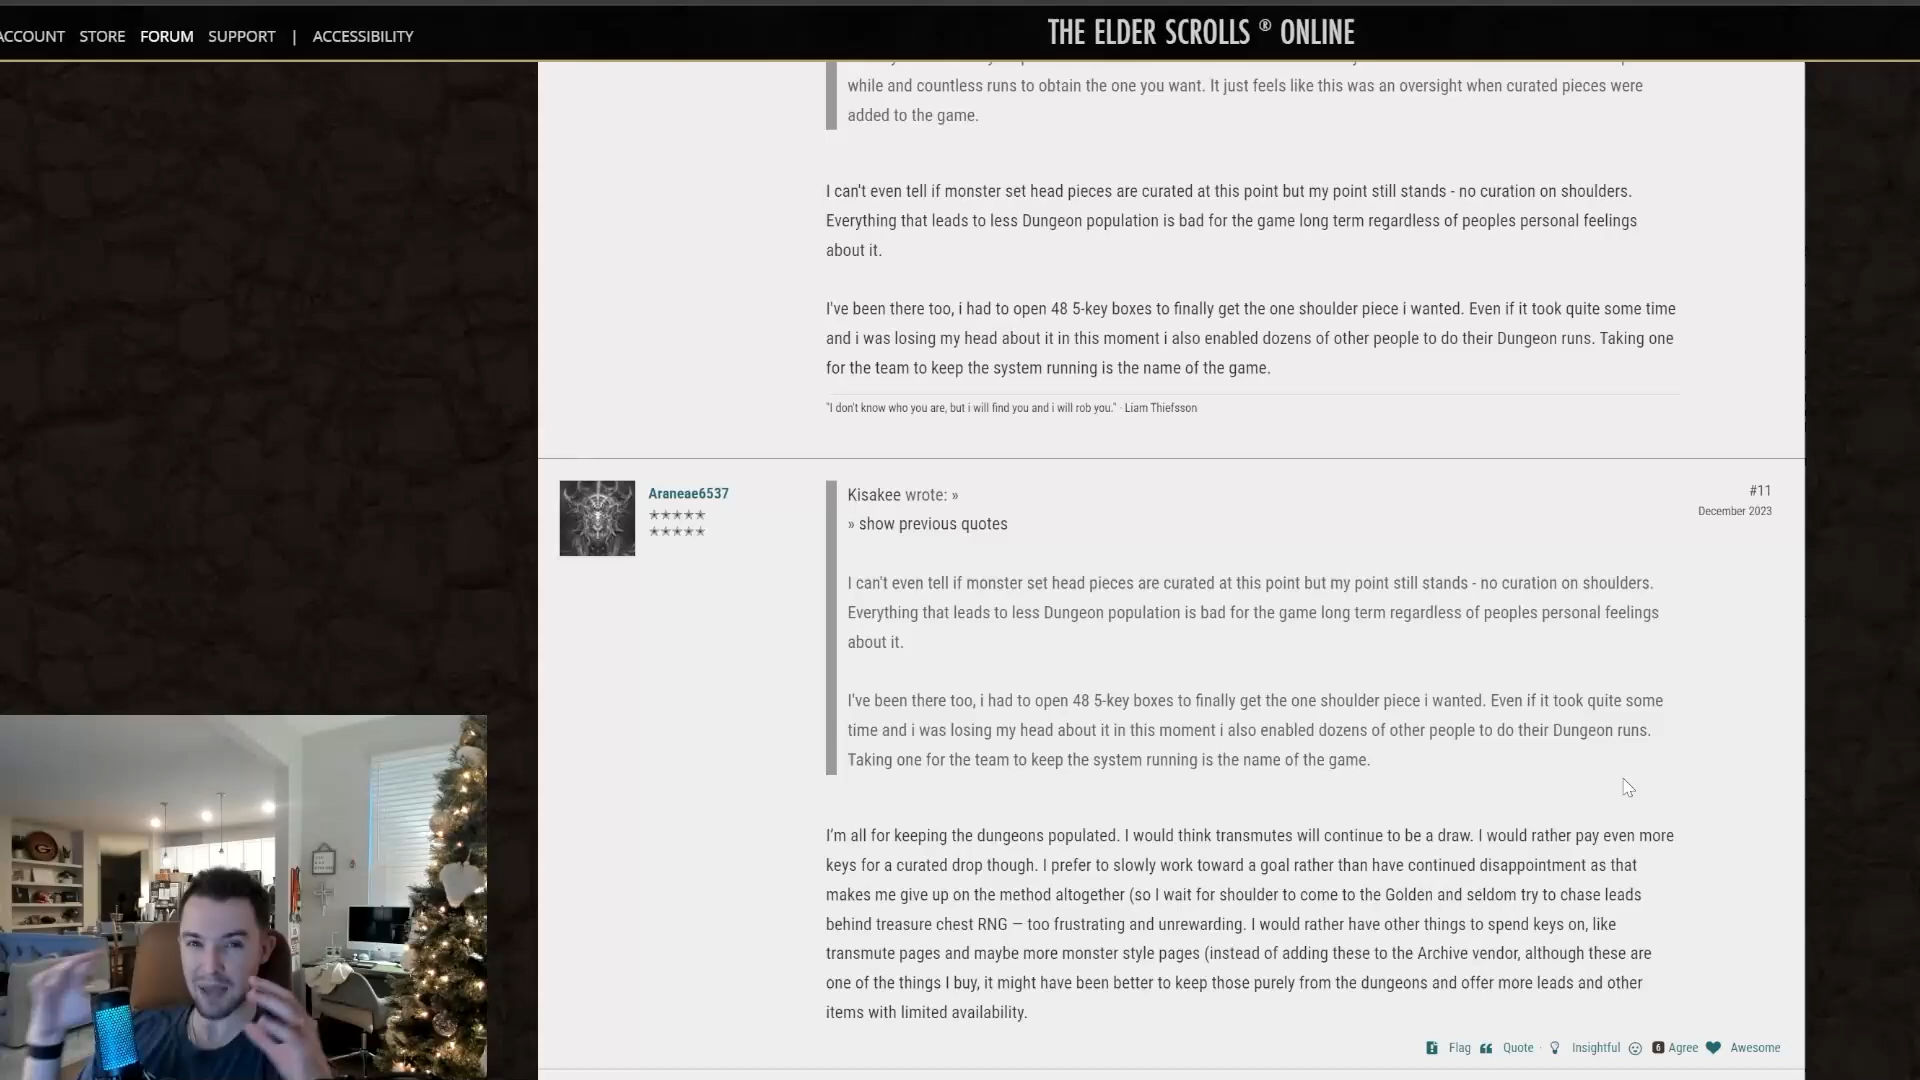 ACCOUNT STORE FORUM SUPPORT | ACCESSIBILITY
THE ELDER SCROLLS ® ONLINE
while and countless runs to obtain the one you want. It just feels like this was an oversight when curated pieces were
added to the game.
I can't even tell if monster set head pieces are curated at this point but my point still stands - no curation on shoulders.
Everything that leads to less Dungeon population is bad for the game long term regardless of peoples personal feelings
about it.
I've been there too, i had to open 48 5-key boxes to finally get the one shoulder piece i wanted. Even if it took quite some time
and i was losing my head about it in this moment i also enabled dozens of other people to do their Dungeon runs. Taking one
for the team to keep the system running is the name of the game.
"I don't know who you are, but i will find you and i will rob you." · Liam Thiefsson
Araneae6537
Kisakee wrote: »
#11
» show previous quotes
December 2023
I can't even tell if monster set head pieces are curated at this point but my point still stands - no curation on shoulders.
Everything that leads to less Dungeon population is bad for the game long term regardless of peoples personal feelings
about it.
I've been there too, i had to open 48 5-key boxes to finally get the one shoulder piece i wanted. Even if it took quite some
time and i was losing my head about it in this moment i also enabled dozens of other people to do their Dungeon runs.
Taking one for the team to keep the system running is the name of the game.
I'm all for keeping the dungeons populated. I would think transmutes will continue to be a draw. I would rather pay even more
keys for a curated drop though. I prefer to slowly work toward a goal rather than have continued disappointment as that
makes me give up on the method altogether (so I wait for shoulder to come to the Golden and seldom try to chase leads
behind treasure chest RNG — too frustrating and unrewarding. I would rather have other things to spend keys on, like
transmute pages and maybe more monster style pages (instead of adding these to the Archive vendor, although these are
one of the things I buy, it might have been better to keep those purely from the dungeons and offer more leads and other
items with limited availability.
Flag Quote · Insightful 6 Agree Awesome